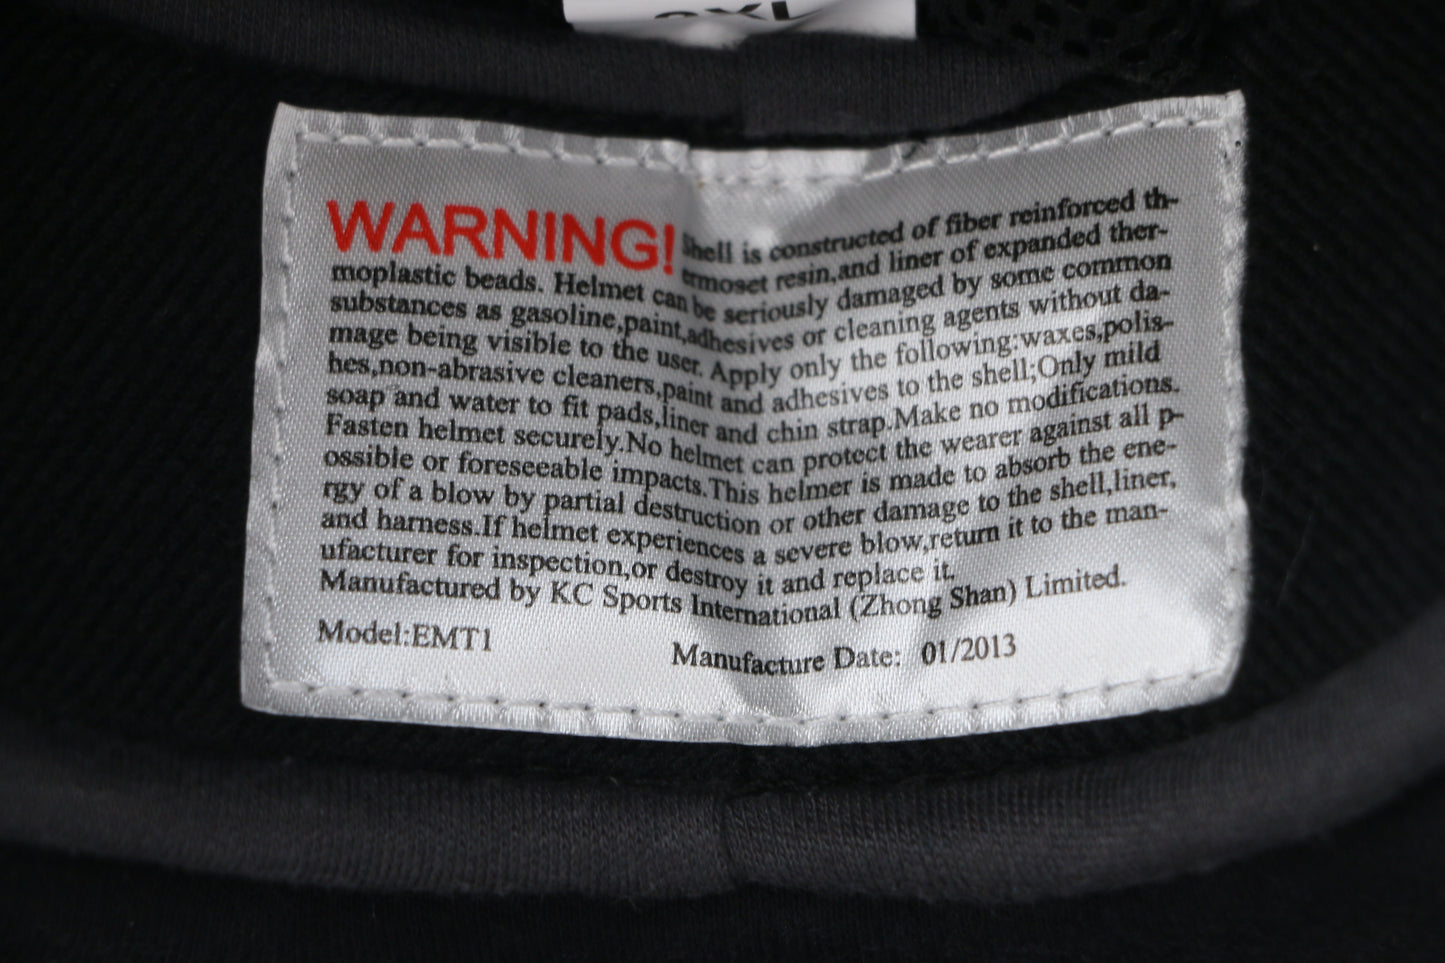 WARNING! Shell is constructed of fiber reinforced th-
ermoset resin,and liner of expanded ther-
moplastic beads. Helmet can be seriously damaged by some common
substances as gasoline,paint,adhesives or cleaning agents without da-
mage being visible to the user. Apply only the following:waxes,polis-
hes,non-abrasive cleaners,paint and adhesives to the shell;Only mild
soap and water to fit pads,liner and chin strap.Make no modifications.
Fasten helmet securely.No helmet can protect the wearer against all p-
ossible or foreseeable impacts.This helmer is made to absorb the ene-
rgy of a blow by partial destruction or other damage to the shell,liner,
and harness.If helmet experiences a severe blow,return it to the man-
ufacturer for inspection,or destroy it and replace it.
Manufactured by KC Sports International (Zhong Shan) Limited.
Model:EMT1 Manufacture Date: 01/2013